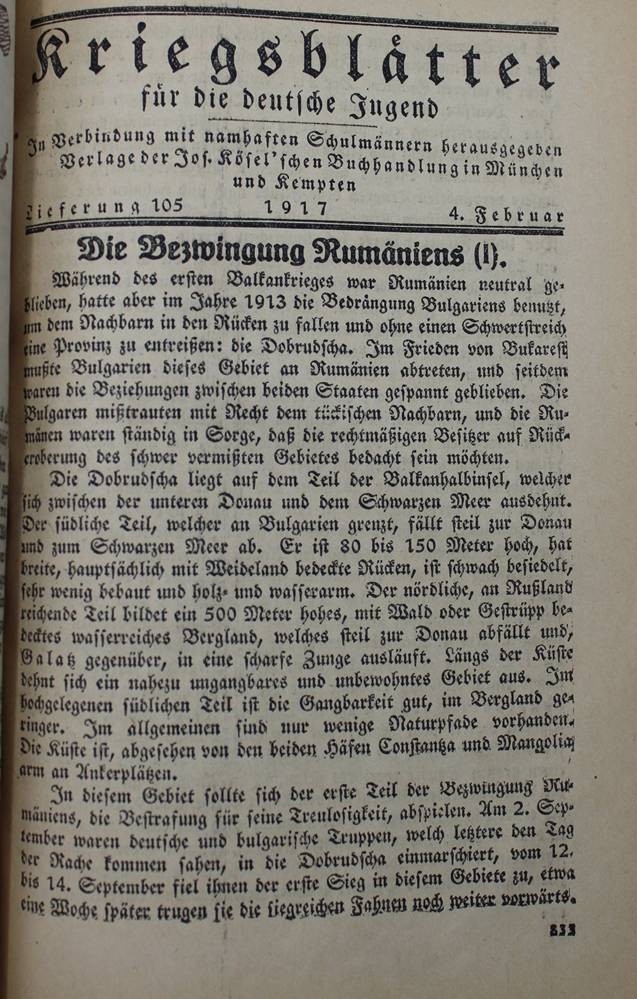 Kriegsblätter
für die deutsche Jugend
In Verbindung mit namhaften Schulmännern herausgegeben
Verlage der Jos. Kösel'schen Buchhandlung in München
und Kempten
Lieferung 105 1917 4. Februar
Die Bezwingung Rumäniens (I).
Während des ersten Balkankrieges war Rumänien neutral ge-
blieben, hatte aber im Jahre 1913 die Bedrängung Bulgariens benutzt,
um dem Nachbarn in den Rücken zu fallen und ohne einen Schwertstreich
eine Provinz zu entreißen: die Dobrudscha. Im Frieden von Bukarest
mußte Bulgarien dieses Gebiet an Rumänien abtreten, und seitdem
waren die Beziehungen zwischen beiden Staaten gespannt geblieben. Die
Bulgaren mißtrauten mit Recht dem tückischen Nachbarn, und die Ru-
mänen waren ständig in Sorge, daß die rechtmäßigen Besitzer auf Rück-
eroberung des schwer vermißten Gebietes bedacht sein möchten.
Die Dobrudscha liegt auf dem Teil der Balkanhalbinsel, welcher
sich zwischen der unteren Donau und dem Schwarzen Meer ausdehnt.
Der südliche Teil, welcher an Bulgarien grenzt, fällt steil zur Donau
und zum Schwarzen Meer ab. Er ist 80 bis 150 Meter hoch, hat
breite, hauptsächlich mit Weideland bedeckte Rücken, ist schwach besiedelt,
sehr wenig bebaut und holz- und wasserarm. Der nördliche, an Rußland
reichende Teil bildet ein 500 Meter hohes, mit Wald oder Gestrüpp be-
decktes wasserreiches Bergland, welches steil zur Donau abfällt und,
Galatz gegenüber, in eine scharfe Zunge ausläuft. Längs der Küste
dehnt sich ein nahezu ungangbares und unbewohntes Gebiet aus. Im
hochgelegenen südlichen Teil ist die Gangbarkeit gut, im Bergland ge-
ringer. Im allgemeinen sind nur wenige Naturpfade vorhanden.
Die Küste ist, abgesehen von den beiden Häfen Constantza und Mangolia,
arm an Ankerplätzen.
In diesem Gebiet sollte sich der erste Teil der Bezwingung Ru-
mäniens, die Bestrafung für seine Treulosigkeit, abspielen. Am 2. Sep-
tember waren deutsche und bulgarische Truppen, welch letztere den Tag
der Rache kommen sahen, in die Dobrudscha einmarschiert, vom 12.
bis 14. September fiel ihnen der erste Sieg in diesem Gebiete zu, etwa
eine Woche später trugen sie die siegreichen Fahnen noch weiter vorwärts.